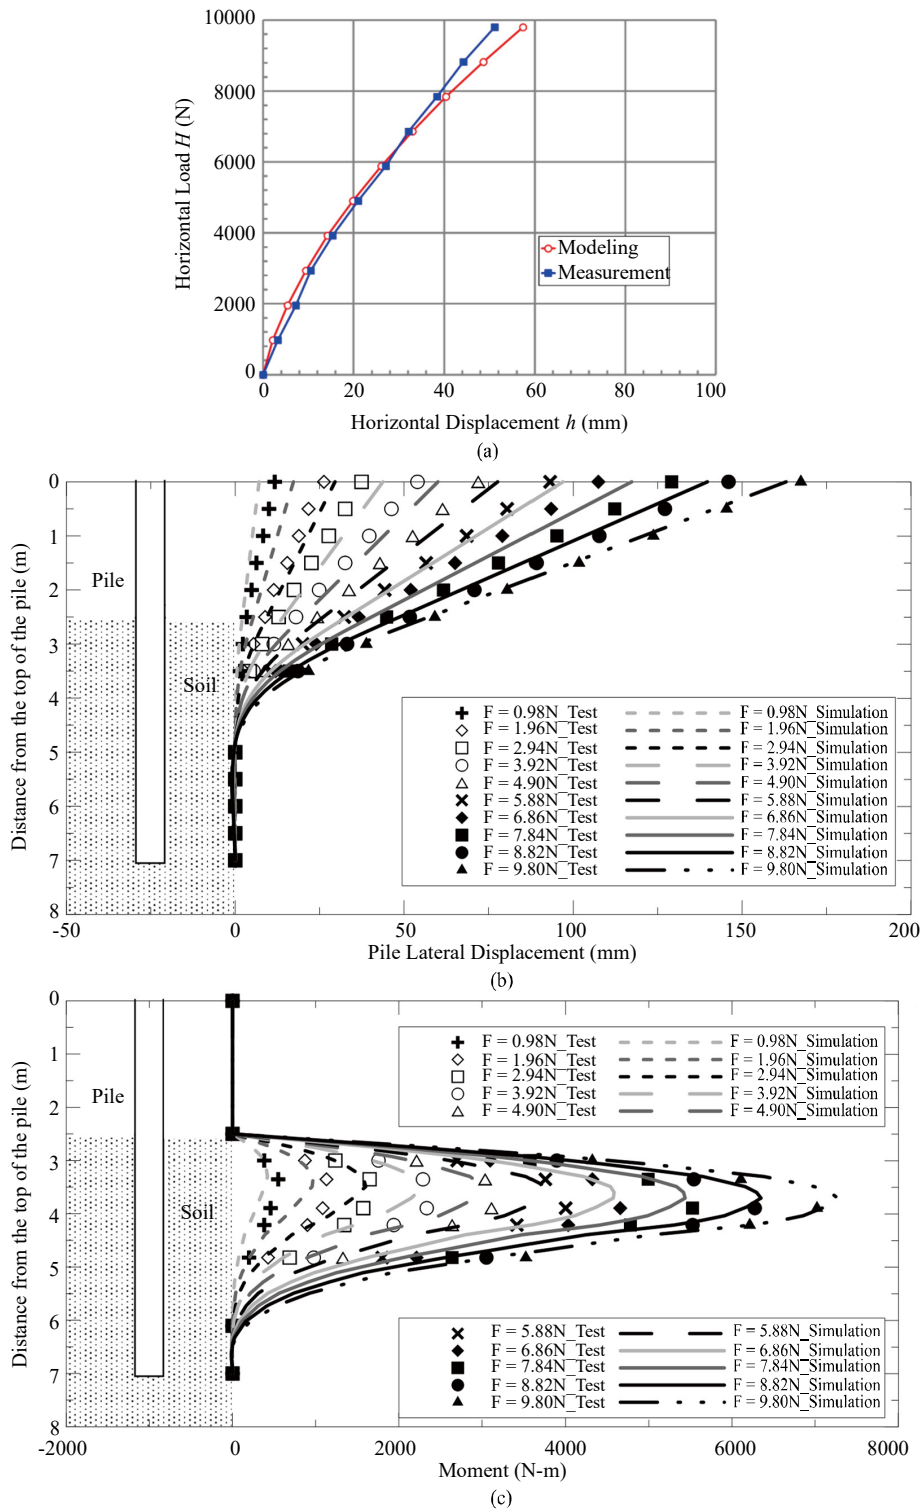 10000
8000
6000
4000
2000
0
Horizontal Load H (N)
Modeling
Measurement
0 20 40 60 80 100
Horizontal Displacement h (mm)
(a)
0
1
2
3
4
5
6
7
8
Distance from the top of the pile (m)
Pile
Soil
F = 0.98N_Test F = 0.98N_Simulation
F = 1.96N_Test F = 1.96N_Simulation
F = 2.94N_Test F = 2.94N_Simulation
F = 3.92N_Test F = 3.92N_Simulation
F = 4.90N_Test F = 4.90N_Simulation
F = 5.88N_Test F = 5.88N_Simulation
F = 6.86N_Test F = 6.86N_Simulation
F = 7.84N_Test F = 7.84N_Simulation
F = 8.82N_Test F = 8.82N_Simulation
F = 9.80N_Test F = 9.80N_Simulation
-50 0 50 100 150 200
Pile Lateral Displacement (mm)
(b)
0
1
2
3
4
5
6
7
8
Distance from the top of the pile (m)
Pile
Soil
F = 0.98N_Test F = 0.98N_Simulation
F = 1.96N_Test F = 1.96N_Simulation
F = 2.94N_Test F = 2.94N_Simulation
F = 3.92N_Test F = 3.92N_Simulation
F = 4.90N_Test F = 4.90N_Simulation
F = 5.88N_Test F = 5.88N_Simulation
F = 6.86N_Test F = 6.86N_Simulation
F = 7.84N_Test F = 7.84N_Simulation
F = 8.82N_Test F = 8.82N_Simulation
F = 9.80N_Test F = 9.80N_Simulation
-2000 0 2000 4000 6000 8000
Moment (N-m)
(c)